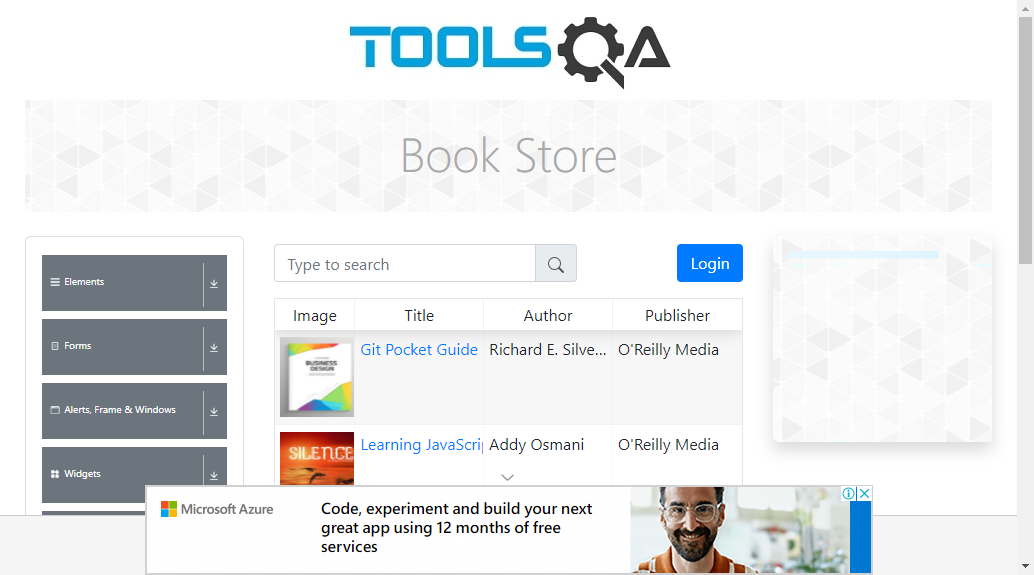 TOOLSQA
Book Store
Elements
Forms
Alerts, Frame & Windows
Widgets
Type to search
Login
Image Title Author Publisher
BUSINESS
DESIGN
Git Pocket Guide Richard E. Silve... O'Reilly Media
SILENCE
Learning JavaScri Addy Osmani O'Reilly Media
Microsoft Azure
Code, experiment and build your next
great app using 12 months of free
services